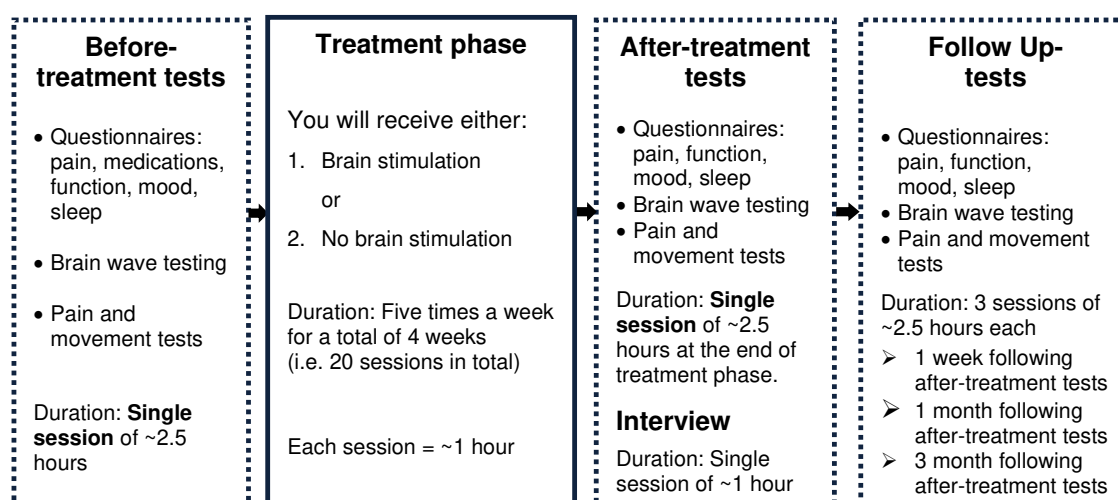 Before-
treatment tests
• Questionnaires:
pain, medications,
function, mood,
sleep
• Brain wave testing
• Pain and
movement tests
Duration: Single
session of ~2.5
hours
Treatment phase
You will receive either:
1. Brain stimulation
or
2. No brain stimulation
Duration: Five times a week
for a total of 4 weeks
(i.e. 20 sessions in total)
Each session = ~1 hour
After-treatment
tests
• Questionnaires:
pain, function,
mood, sleep
• Brain wave testing
• Pain and
movement tests
Duration: Single
session of ~2.5
hours at the end of
treatment phase.
Interview
Duration: Single
session of ~1 hour
Follow Up-
tests
• Questionnaires:
pain, function,
mood, sleep
• Brain wave testing
• Pain and movement
tests
Duration: 3 sessions of
~2.5 hours each
➢ 1 week following
after-treatment tests
➢ 1 month following
after-treatment tests
➢ 3 month following
after-treatment tests